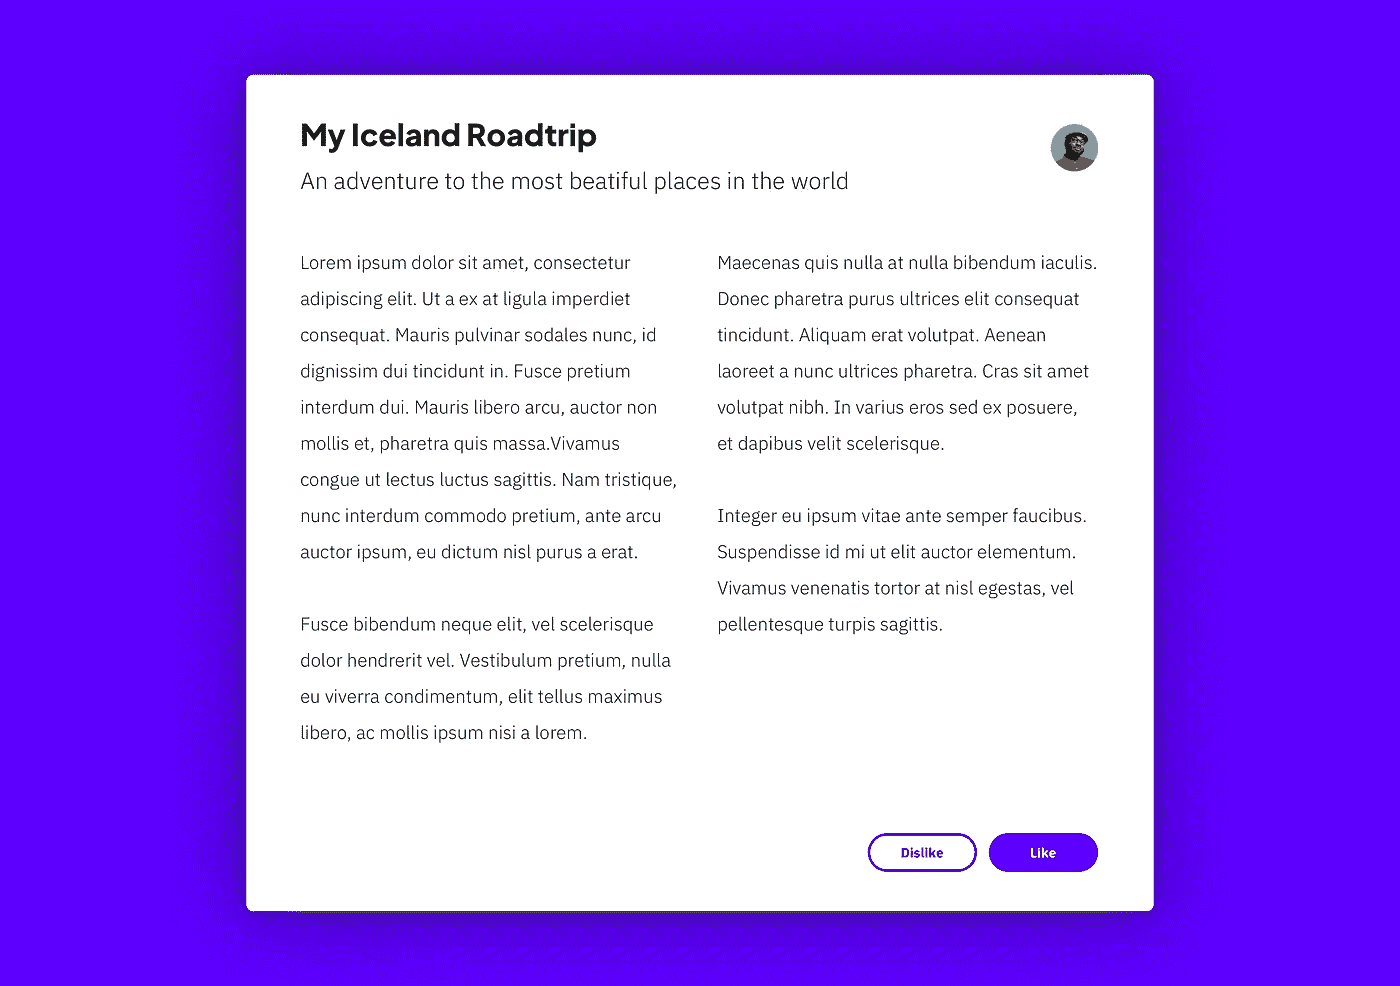 My Iceland Roadtrip
An adventure to the most beatiful places in the world
Lorem ipsum dolor sit amet, consectetur
adipiscing elit. Ut a ex at ligula imperdiet
consequat. Mauris pulvinar sodales nunc, id
dignissim dui tincidunt in. Fusce pretium
interdum dui. Mauris libero arcu, auctor non
mollis et, pharetra quis massa.Vivamus
congue ut lectus luctus sagittis. Nam tristique,
nunc interdum commodo pretium, ante arcu
auctor ipsum, eu dictum nisl purus a erat.
Fusce bibendum neque elit, vel scelerisque
dolor hendrerit vel. Vestibulum pretium, nulla
eu viverra condimentum, elit tellus maximus
libero, ac mollis ipsum nisi a lorem.
Maecenas quis nulla at nulla bibendum iaculis.
Donec pharetra purus ultrices elit consequat
tincidunt. Aliquam erat volutpat. Aenean
laoreet a nunc ultrices pharetra. Cras sit amet
volutpat nibh. In varius eros sed ex posuere,
et dapibus velit scelerisque.
Integer eu ipsum vitae ante semper faucibus.
Suspendisse id mi ut elit auctor elementum.
Vivamus venenatis tortor at nisl egestas, vel
pellentesque turpis sagittis.
Dislike
Like